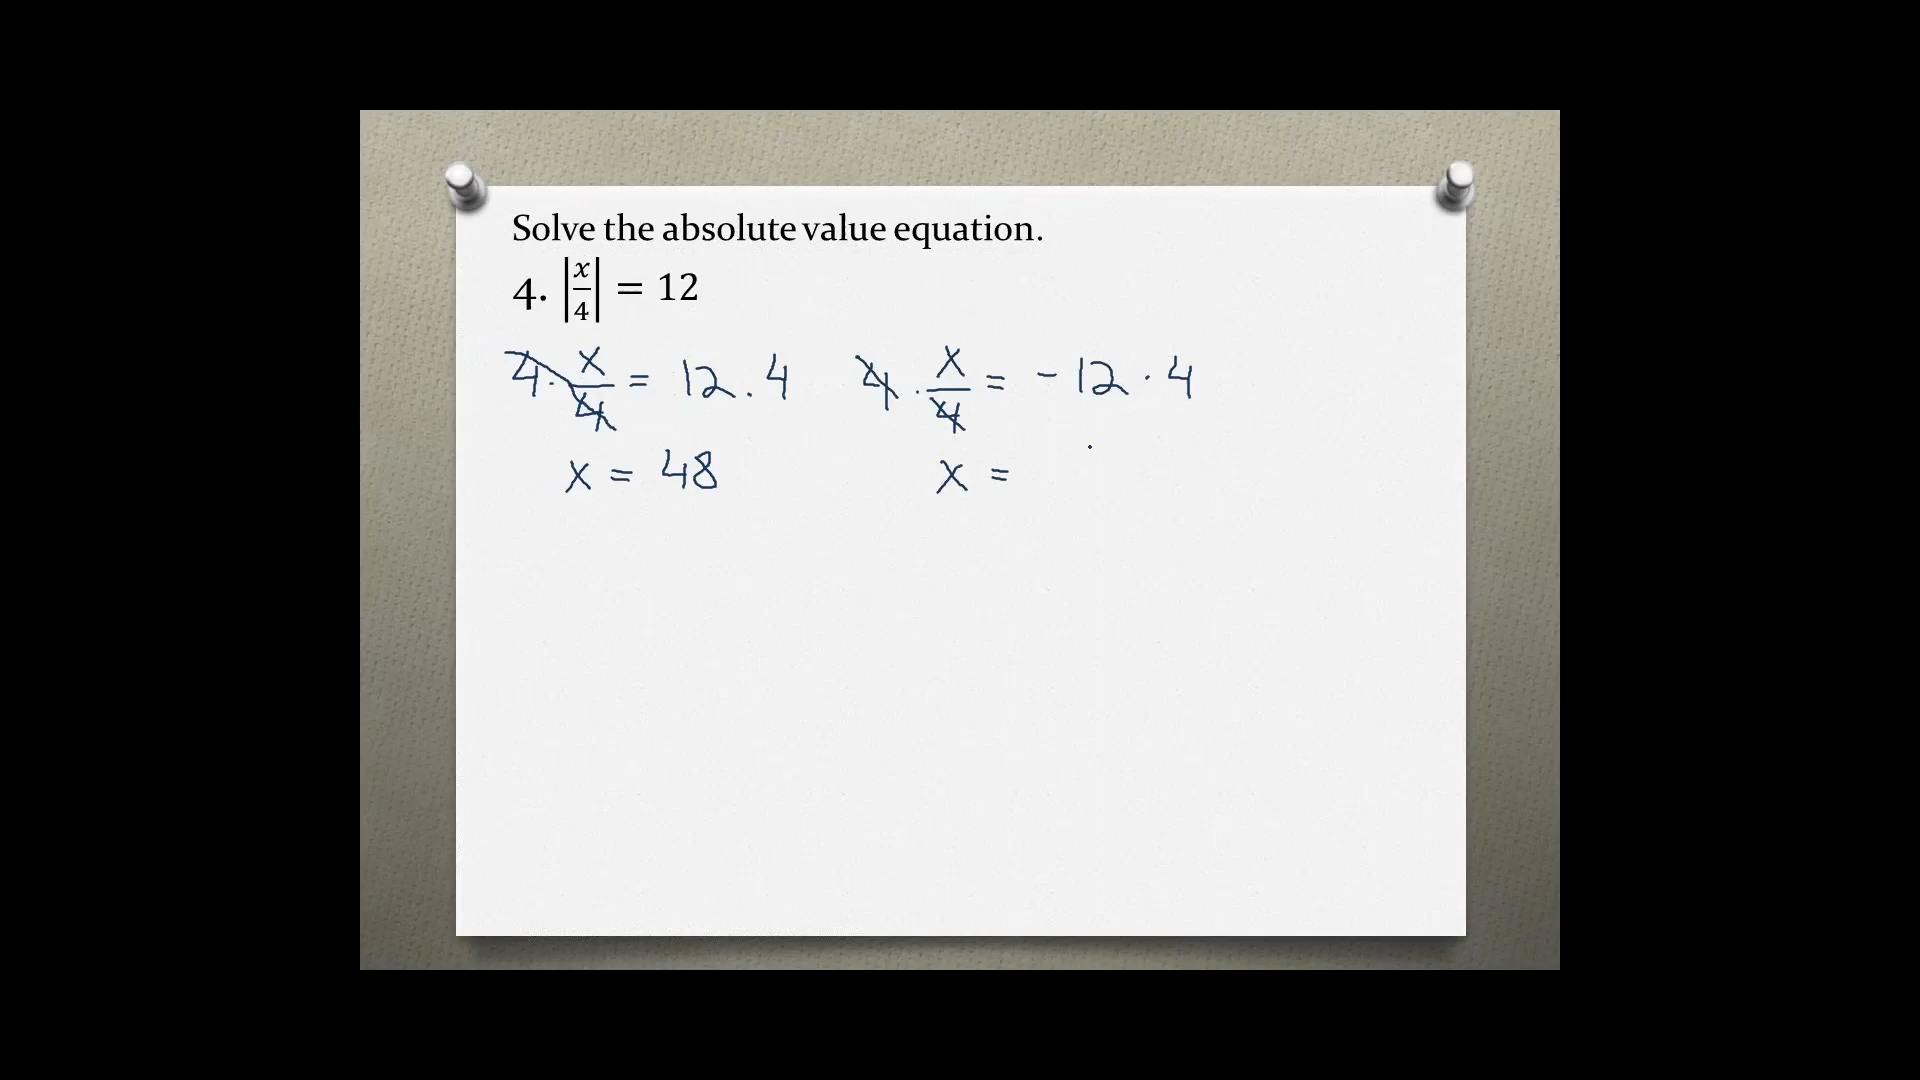 Solve the absolute value equation.
4. |x/4| = 12
4 · x/4 = 12 . 4    4 · x/4 = - 12 · 4
x = 48    x =